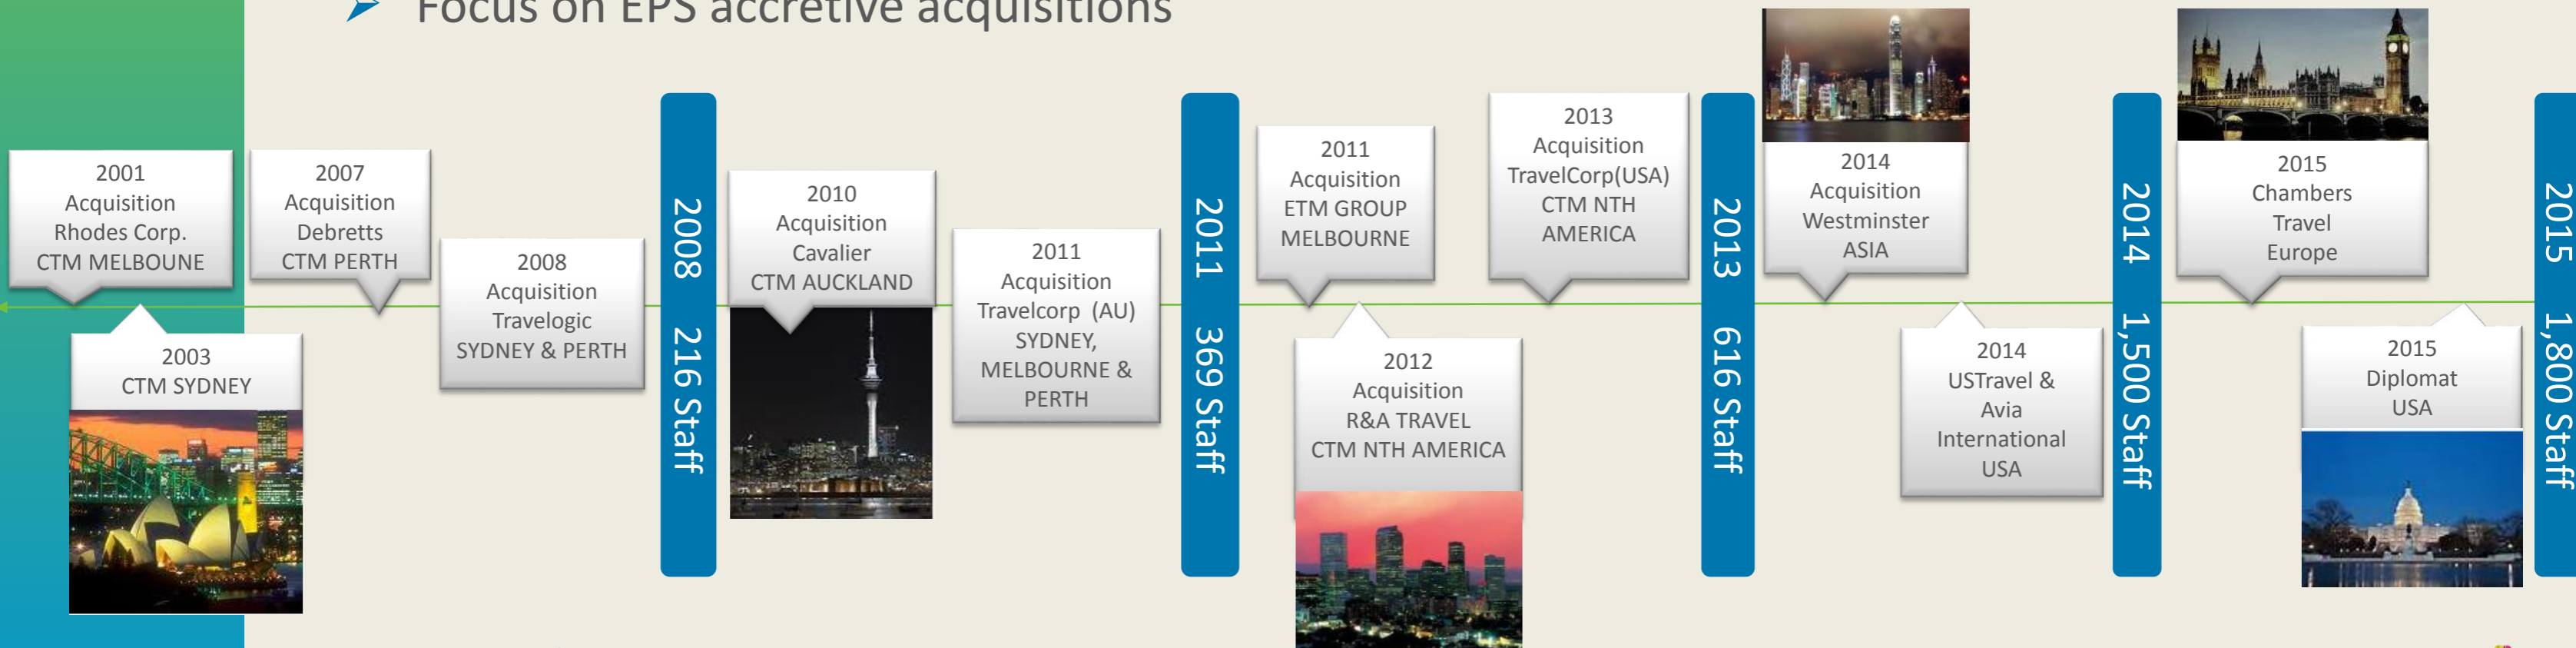 Focus on EPS accretive acquisitions
2001
Acquisition
Rhodes Corp.
CTM MELBOUNE
2003
CTM SYDNEY
2007
Acquisition
Debretts
CTM PERTH
2008
Acquisition
Travelogic
SYDNEY & PERTH
2008 216 Staff
2010
Acquisition
Cavalier
CTM AUCKLAND
2011
Acquisition
Travelcorp (AU)
SYDNEY,
MELBOURNE &
PERTH
2011 369 Staff
2011
Acquisition
ETM GROUP
MELBOURNE
2012
Acquisition
R&A TRAVEL
CTM NTH AMERICA
2013
Acquisition
TravelCorp(USA)
CTM NTH
AMERICA
2013 616 Staff
2014
Acquisition
Westminster
ASIA
2014
USTravel &
Avia
International
USA
2014 1,500 Staff
2015
Chambers
Travel
Europe
2015
Diplomat
USA
2015 1,800 Staff